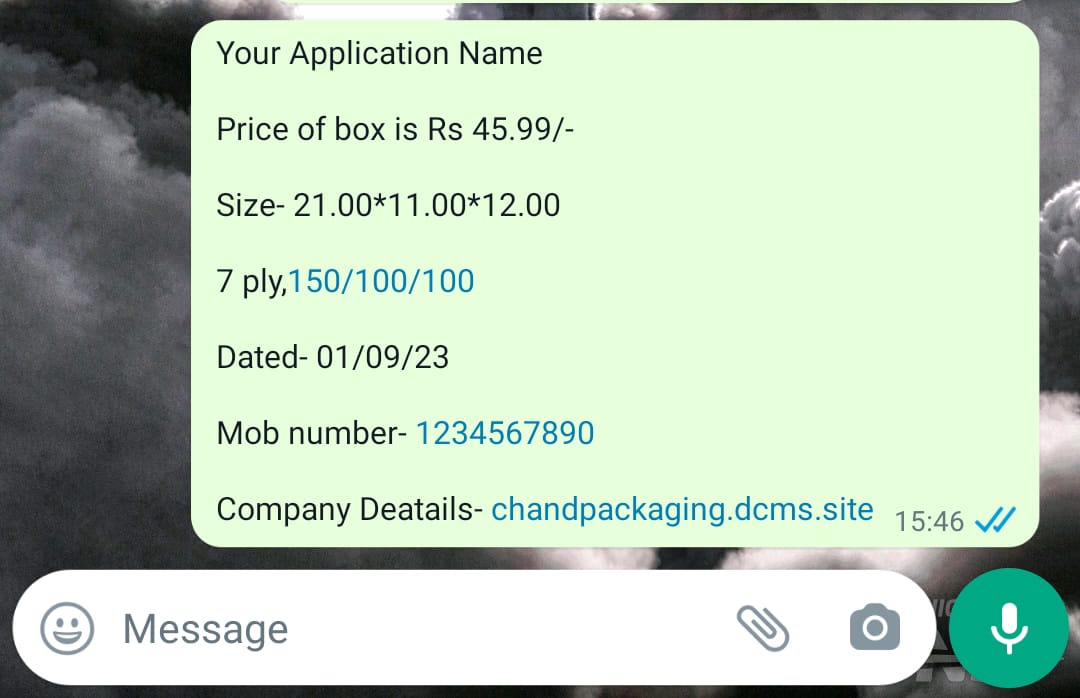 Your Application Name
Price of box is Rs 45.99/-
Size- 21.00*11.00*12.00
7 ply,150/100/100
Dated- 01/09/23
Mob number- 1234567890
Company Deatails- chandpackaging.dcms.site
15:46
Message